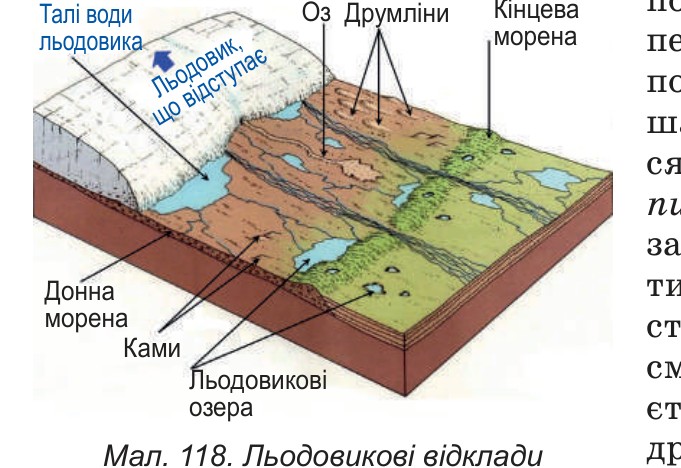 Талі води
льодовика
Льодовик,
що відступає
Оз
Друмліни
Кінцева
морена
Донна
морена
Ками
Льодовикові
озера
Мал. 118. Льодовикові відклади
по
пе
по
ша
ся
пи
за
ти
ст
см
єт
др